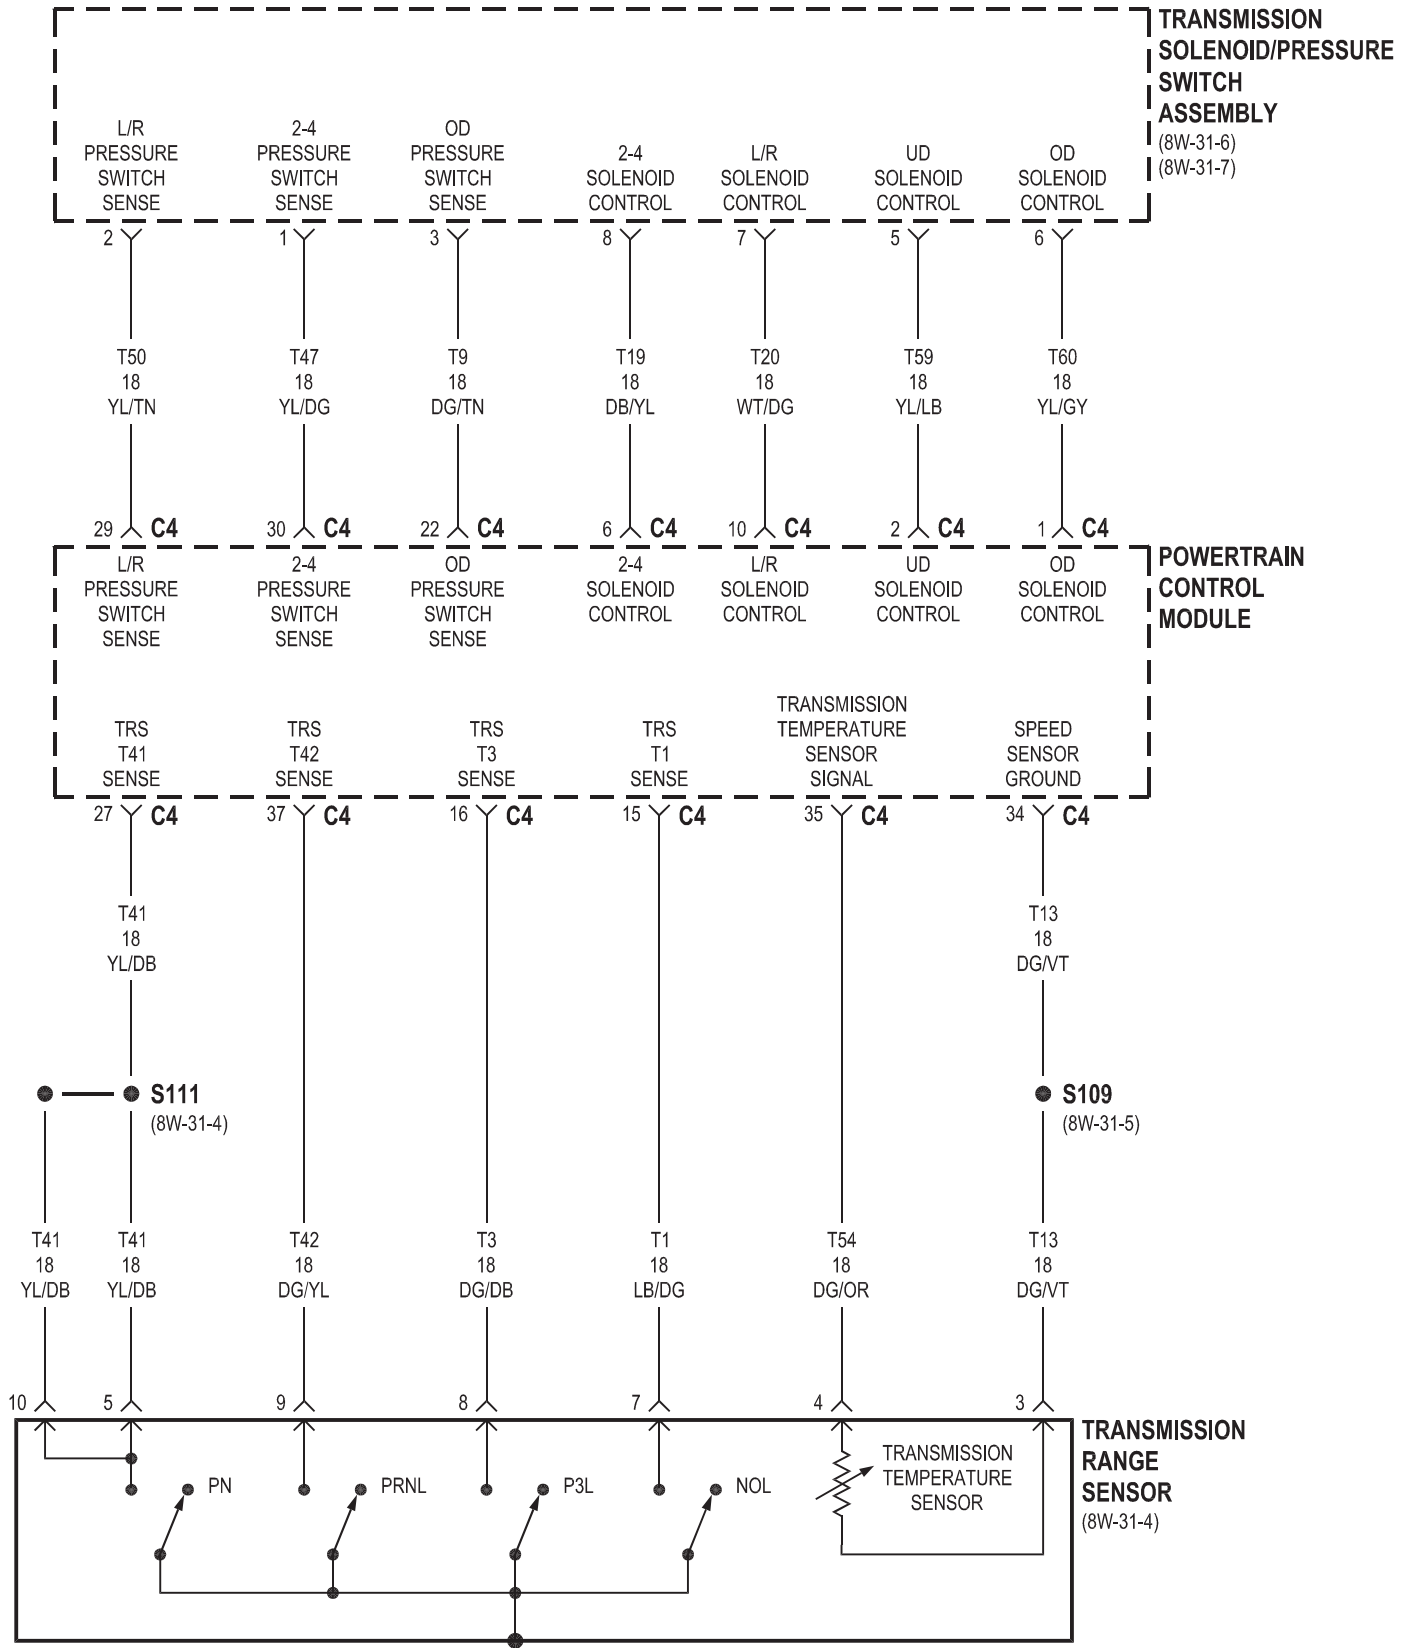 TRANSMISSION
SOLENOID/PRESSURE
SWITCH
ASSEMBLY
(8W-31-6)
(8W-31-7)
L/R
PRESSURE
SWITCH
SENSE
2-4
PRESSURE
SWITCH
SENSE
OD
PRESSURE
SWITCH
SENSE
2-4
SOLENOID
CONTROL
L/R
SOLENOID
CONTROL
UD
SOLENOID
CONTROL
OD
SOLENOID
CONTROL
2 1 3 8 7 5 6
T50 T47 T9 T19 T20 T59 T60
18 18 18 18 18 18 18
YL/TN YL/DG DG/TN DB/YL WT/DG YL/LB YL/GY
29 C4 30 C4 22 C4 6 C4 10 C4 2 C4 1 C4
POWERTRAIN
CONTROL
MODULE
L/R
PRESSURE
SWITCH
SENSE
2-4
PRESSURE
SWITCH
SENSE
OD
PRESSURE
SWITCH
SENSE
2-4
SOLENOID
CONTROL
L/R
SOLENOID
CONTROL
UD
SOLENOID
CONTROL
OD
SOLENOID
CONTROL
TRS
T41
SENSE
TRS
T42
SENSE
TRS
T3
SENSE
TRS
T1
SENSE
TRANSMISSION
TEMPERATURE
SENSOR
SIGNAL
SPEED
SENSOR
GROUND
27 C4 37 C4 16 C4 15 C4 35 C4 34 C4
T41 T13
18 18
YL/DB DG/VT
S111
(8W-31-4)
S109
(8W-31-5)
T41 T41 T42 T3 T1 T54 T13
18 18 18 18 18 18 18
YL/DB YL/DB DG/YL DG/DB LB/DG DG/OR DG/VT
10 5 9 8 7 4 3
TRANSMISSION
RANGE
SENSOR
(8W-31-4)
PN PRNL P3L NOL
TRANSMISSION
TEMPERATURE
SENSOR